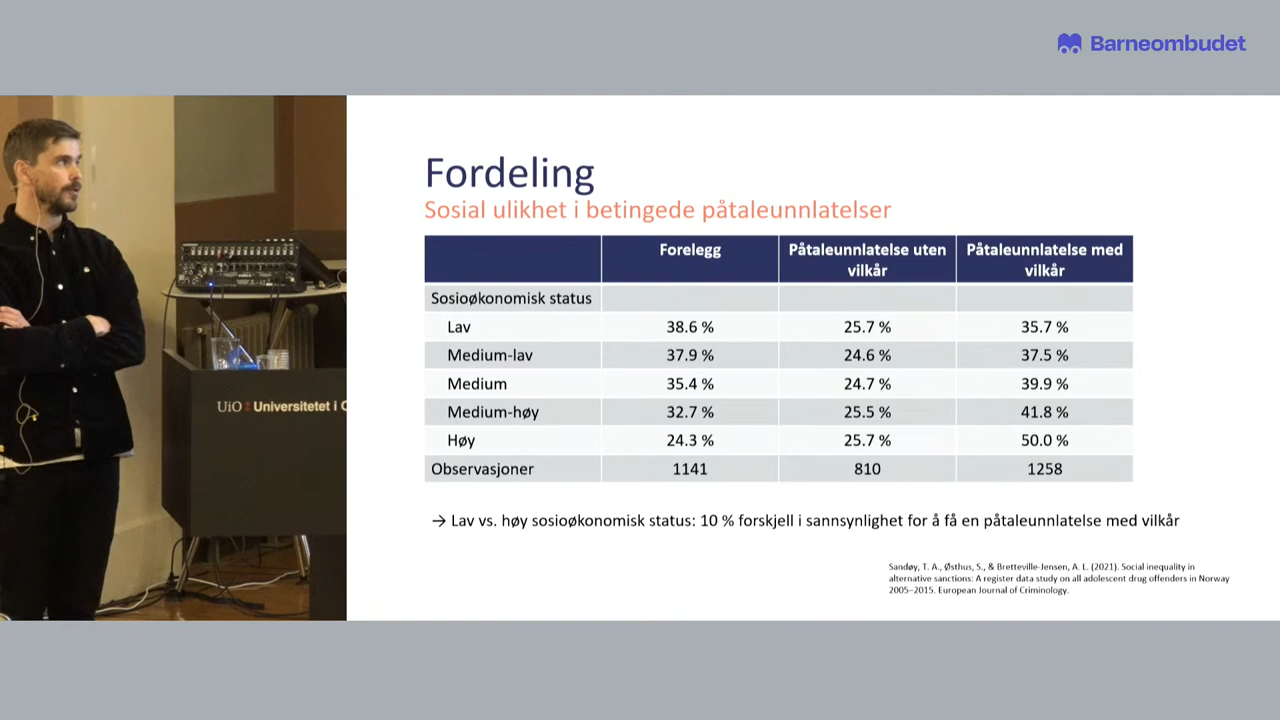 Barneombudet
Fordeling
Sosial ulikhet i betingede påtaleunnlatelser
Forelegg
Påtaleunnlatelse uten vilkår
Påtaleunnlatelse med vilkår
Sosioøkonomisk status
Lav 38.6 % 25.7 % 35.7 %
Medium-lav 37.9 % 24.6 % 37.5 %
Medium 35.4 % 24.7 % 39.9 %
Medium-høy 32.7 % 25.5 % 41.8 %
Høy 24.3 % 25.7 % 50.0 %
Observasjoner 1141 810 1258
→ Lav vs. høy sosioøkonomisk status: 10 % forskjell i sannsynlighet for å få en påtaleunnlatelse med vilkår
Sandøy, T. A., Østhus, S., & Bretteville-Jensen, A. L. (2021). Social inequality in
alternative sanctions: A register data study on all adolescent drug offenders in Norway
2005–2015. European Journal of Criminology.
UiO : Universitetet i